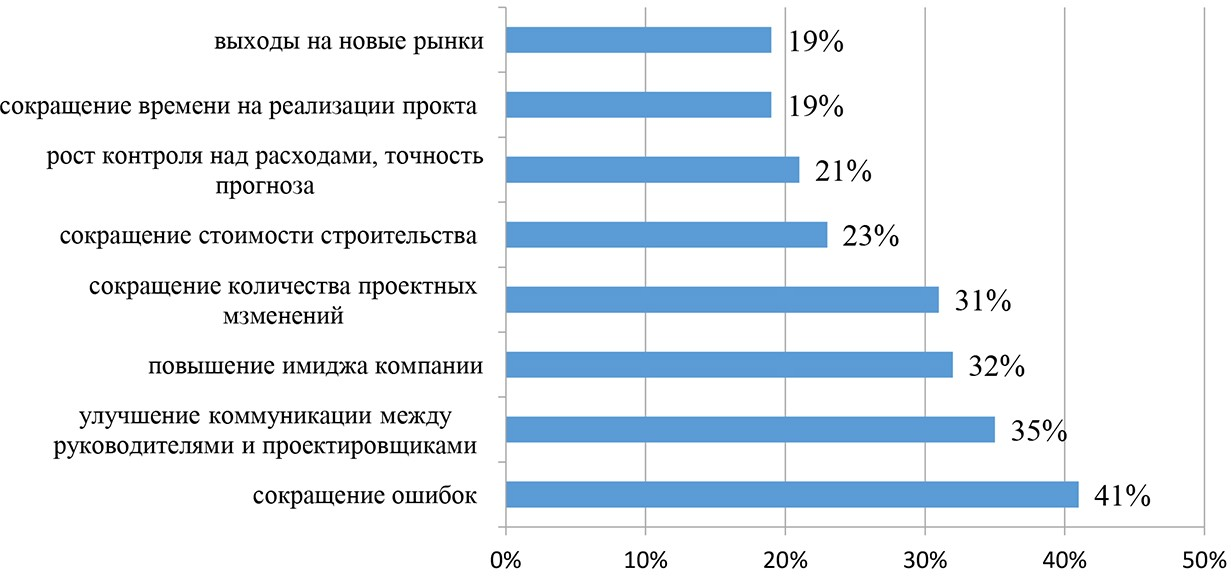 выходы на новые рынки 19%
сокращение времени на реализации прокта 19%
рост контроля над расходами, точность
прогноза 21%
сокращение стоимости строительства 23%
сокращение количества проектных
мзменений 31%
повышение имиджа компании 32%
улучшение коммуникации между
руководителями и проектировщиками 35%
сокращение ошибок 41%
0% 10% 20% 30% 40% 50%